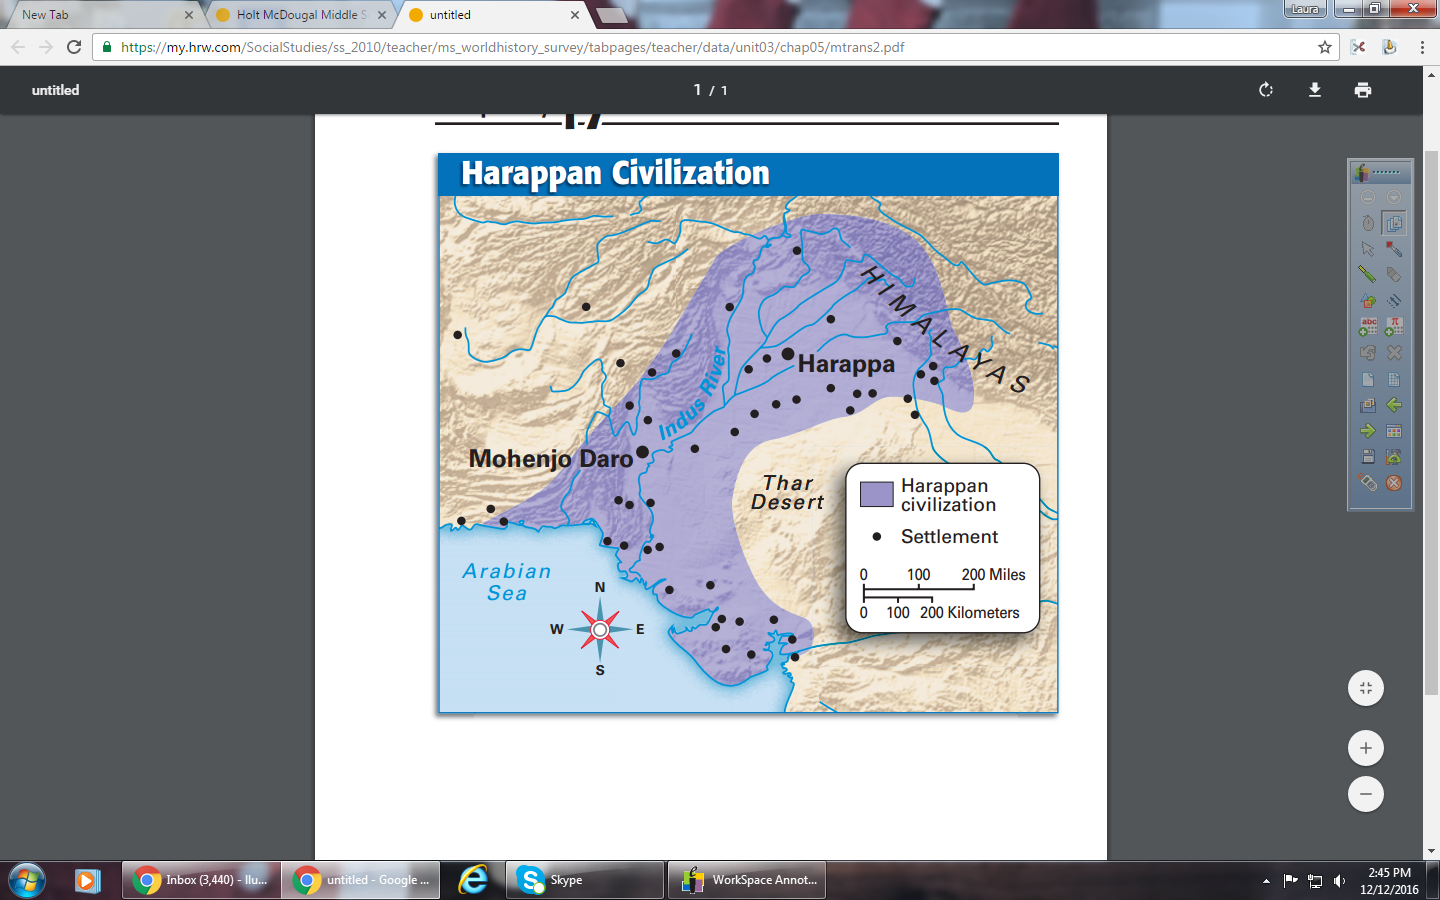 Laura
New Tab
Holt McDougal Middle S
untitled
https://my.hrw.com/SocialStudies/ss_2010/teacher/ms_worldhistory_survey/tabpages/teacher/data/unit03/chap05/mtrans2.pdf
untitled
1 / 1
Harappan Civilization
HIMALAYAS
Harappa
Indus River
Mohenjo Daro
Thar
Desert
Harappan
civilization
Settlement
0 100 200 Miles
0 100 200 Kilometers
Arabian
Sea
N
W E
S
abc
π
Inbox (3,440) - llu...
untitled - Google ...
Skype
WorkSpace Annot...
2:45 PM
12/12/2016